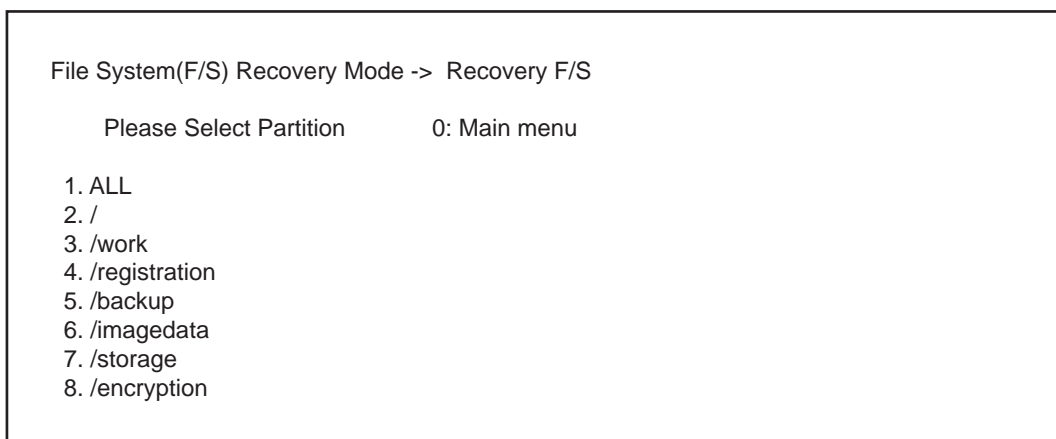 File System(F/S) Recovery Mode -> Recovery F/S
Please Select Partition 0: Main menu
1. ALL
2. /
3. /work
4. /registration
5. /backup
6. /imagedata
7. /storage
8. /encryption